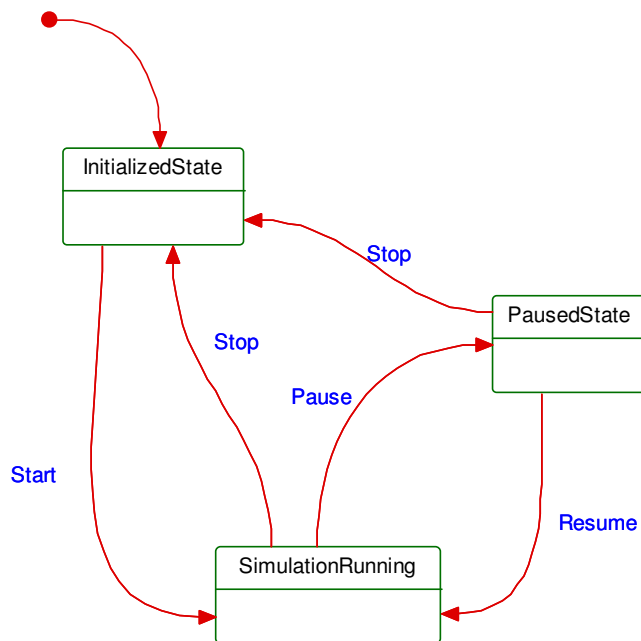 InitializedState
Stop
PausedState
Stop
Pause
Start
Resume
SimulationRunning